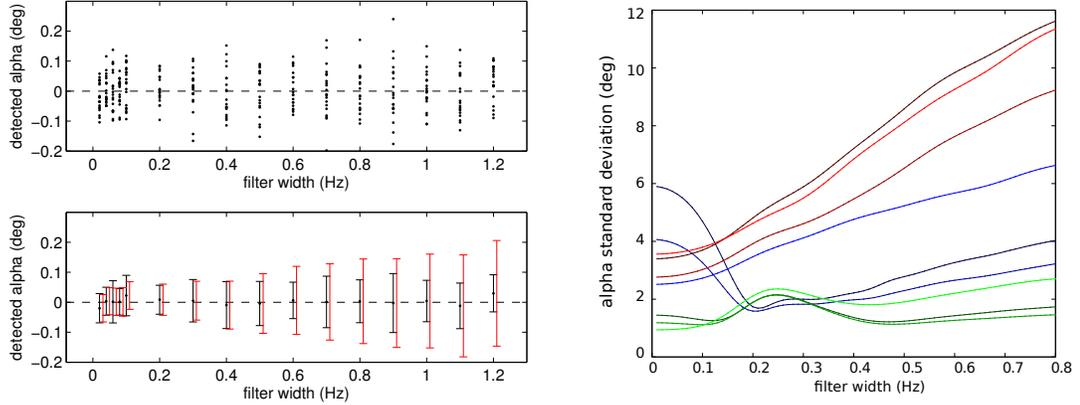 0.2
0.1
0
−0.1
−0.2
detected alpha (deg)
0 0.2 0.4 0.6 0.8 1 1.2
filter width (Hz)
0.2
0.1
0
−0.1
−0.2
detected alpha (deg)
0 0.2 0.4 0.6 0.8 1 1.2
filter width (Hz)
12
10
8
6
4
2
0
alpha standard deviation (deg)
0 0.1 0.2 0.3 0.4 0.5 0.6 0.7 0.8
filter width (Hz)